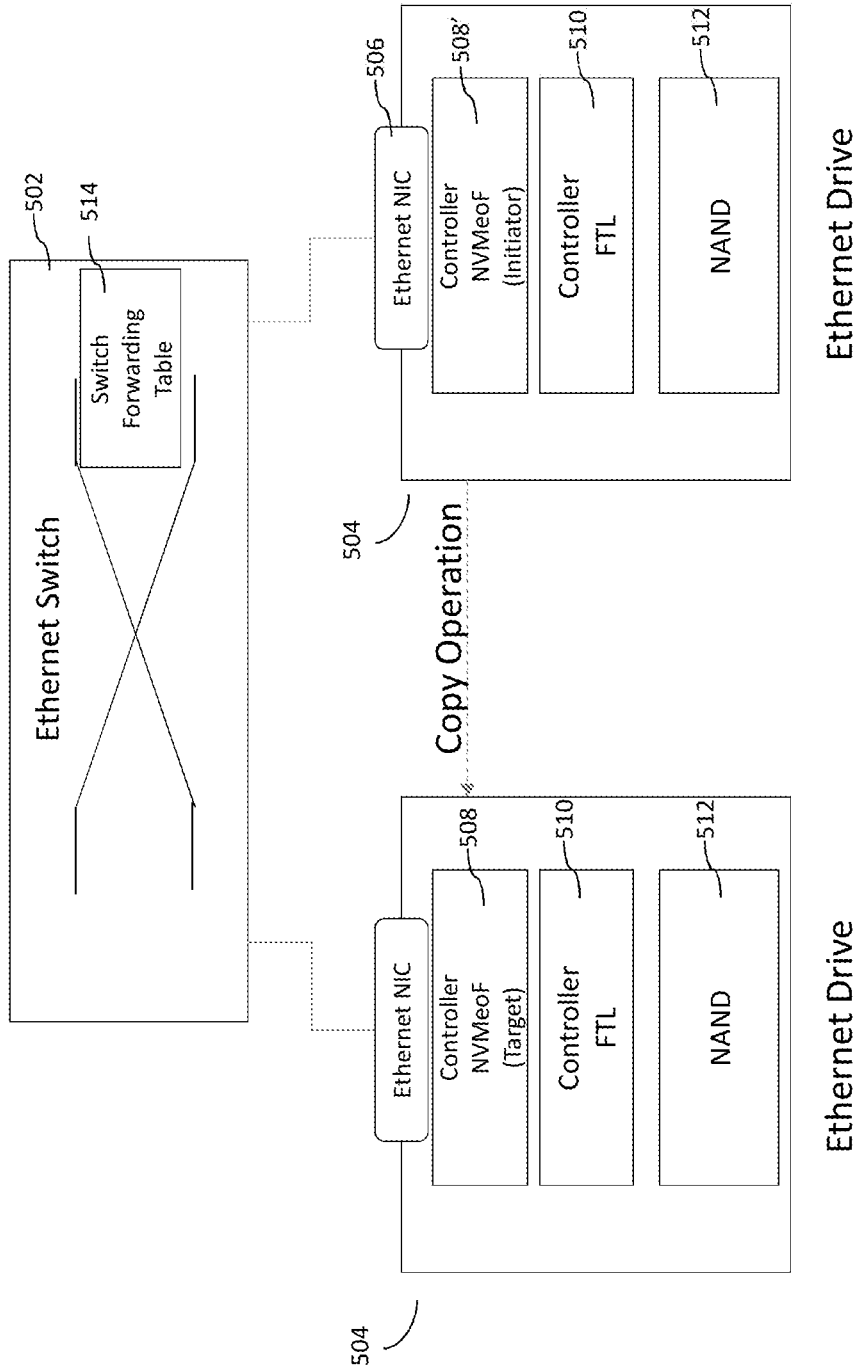 Ethernet Switch
502
514
Switch
Forwarding
Table
504
Ethernet NIC
Controller
NVMeoF
(Target)
508
Controller
FTL
510
NAND
512
Ethernet Drive
Copy Operation
504
Ethernet NIC
506
Controller
NVMeoF
(Initiator)
508'
Controller
FTL
510
NAND
512
Ethernet Drive